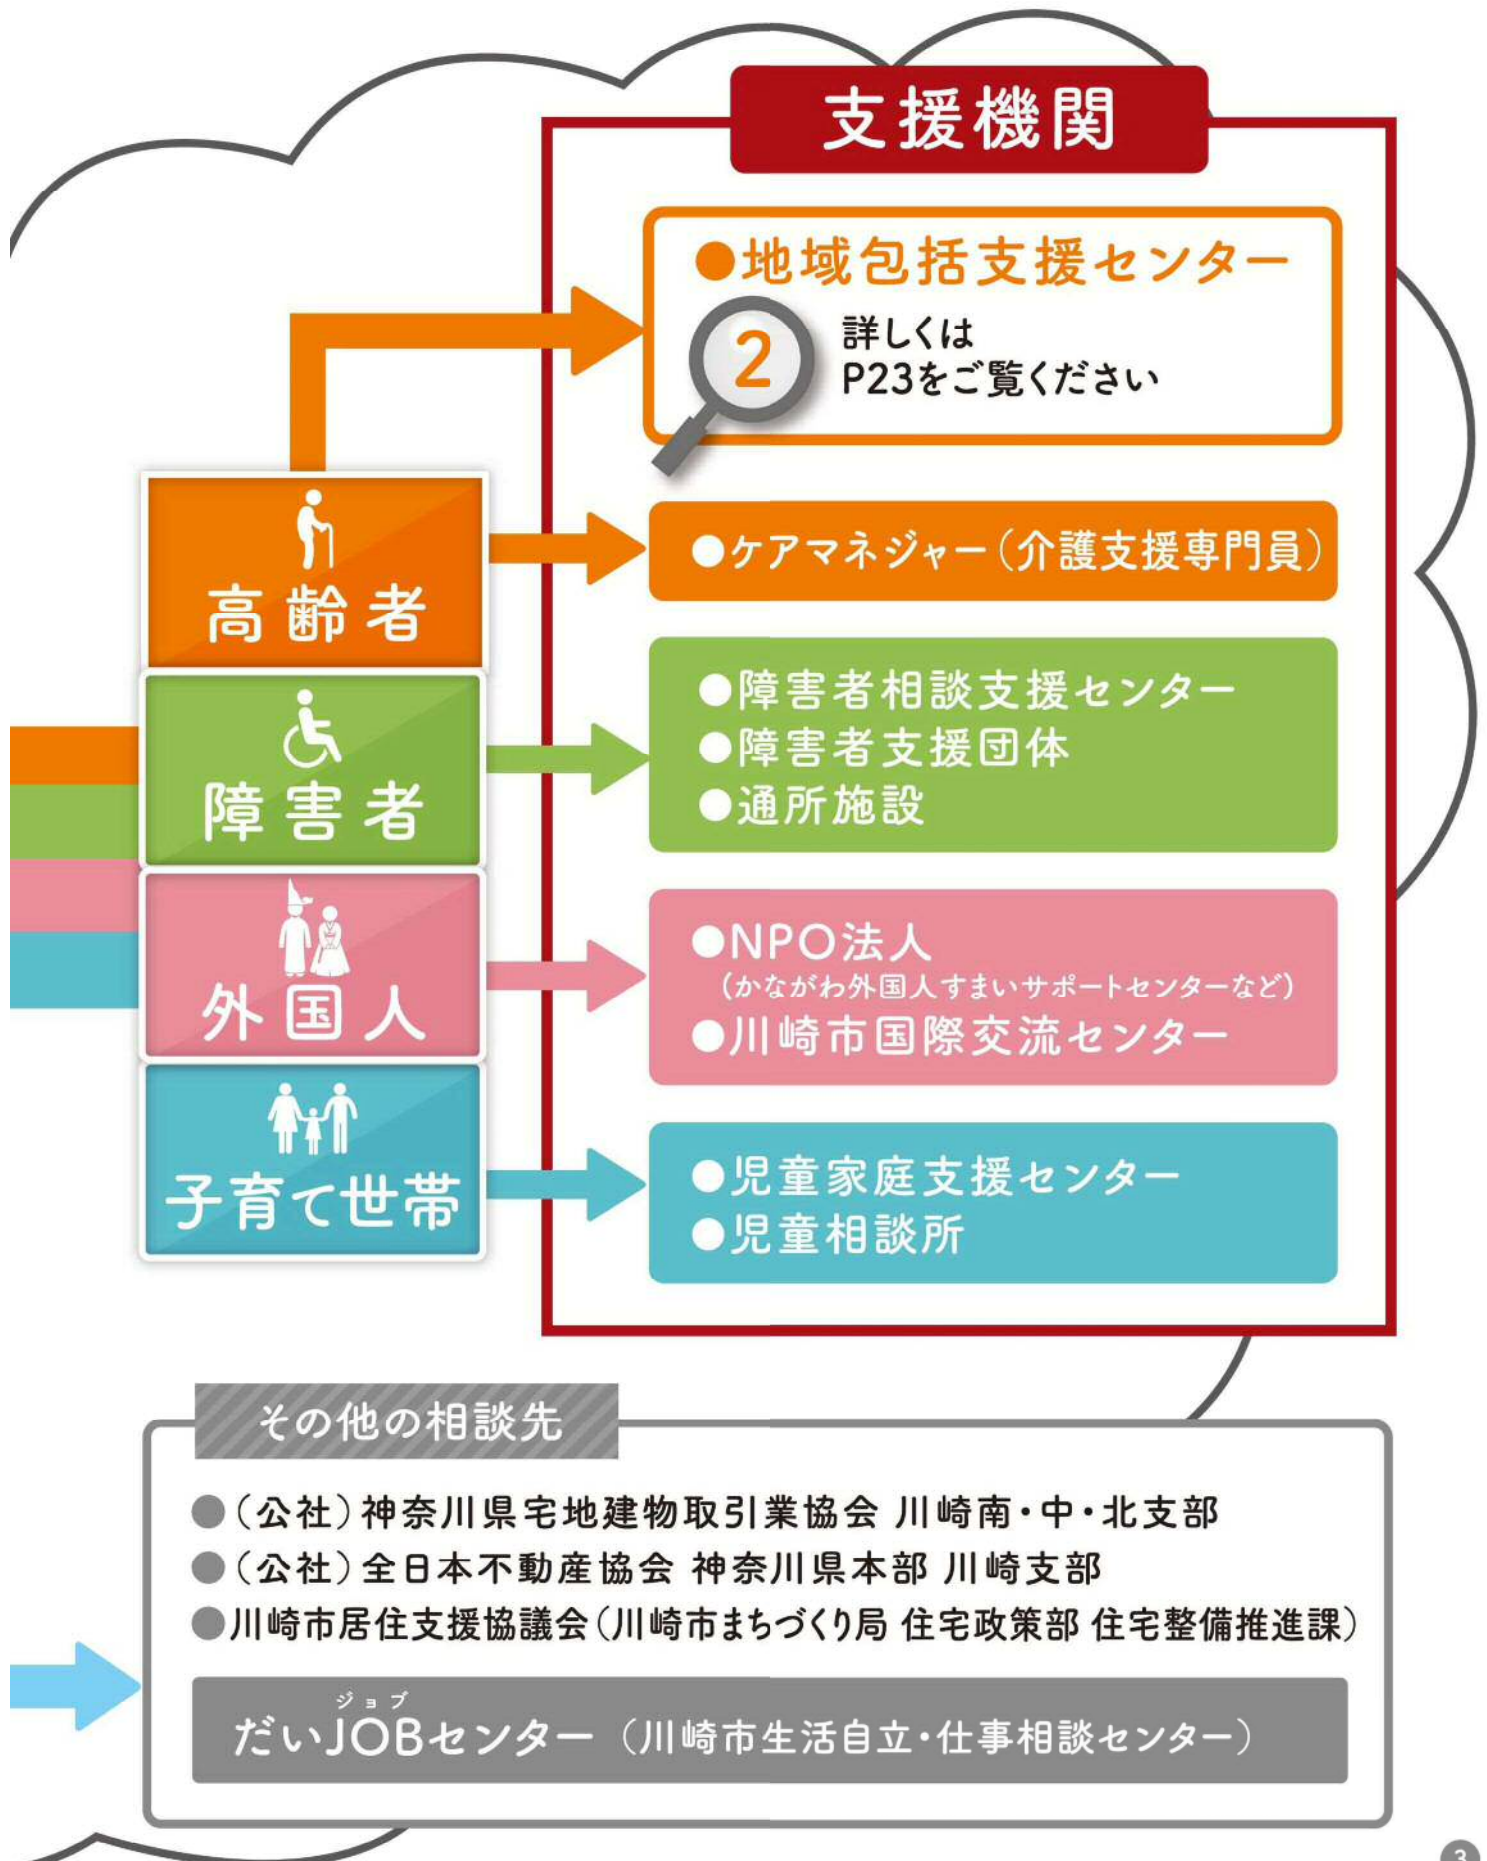 支援機関
●地域包括支援センター
2
詳しくは
P23をご覧ください
高齢者
●ケアマネジャー（介護支援専門員）
障害者
●障害者相談支援センター
●障害者支援団体
●通所施設
外国人
●NPO法人
（かながわ外国人すまいサポートセンターなど）
●川崎市国際交流センター
子育て世帯
●児童家庭支援センター
●児童相談所
その他の相談先
●（公社）神奈川県宅地建物取引業協会 川崎南・中・北支部
●（公社）全日本不動産協会 神奈川県本部 川崎支部
●川崎市居住支援協議会（川崎市まちづくり局 住宅政策部 住宅整備推進課）
ジョブ
だいJOBセンター（川崎市生活自立・仕事相談センター）
3